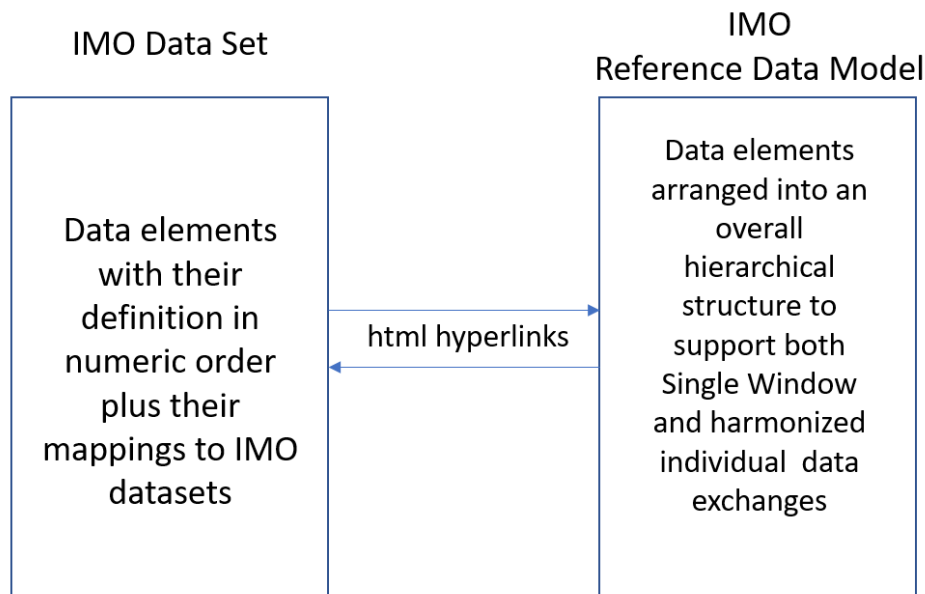 IMO Data Set
Data elements
with their
definition in
numeric order
plus their
mappings to IMO
datasets
html hyperlinks
IMO
Reference Data Model
Data elements
arranged into an
overall
hierarchical
structure to
support both
Single Window
and harmonized
individual data
exchanges